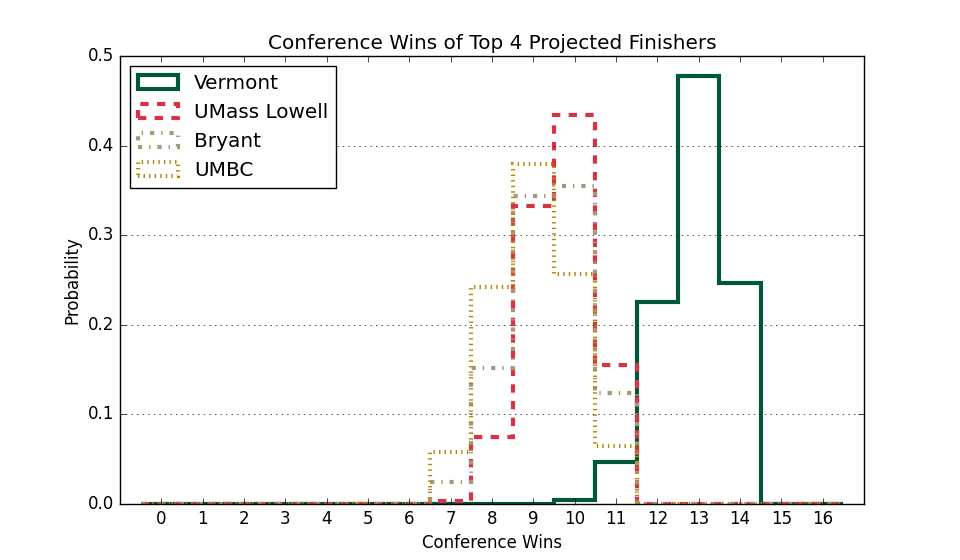 Conference Wins of Top 4 Projected Finishers
0.5
0.4
0.3
0.2
0.1
0.0
Probability
Vermont
UMass Lowell
Bryant
UMBC
0 1 2 3 4 5 6 7 8 9 10 11 12 13 14 15 16
Conference Wins